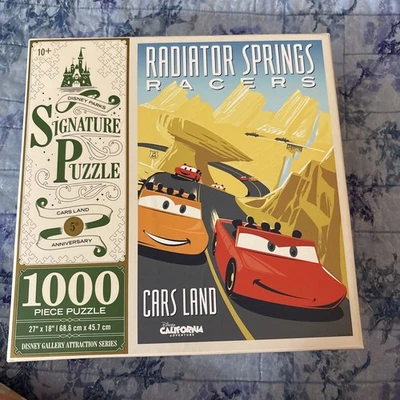 10+
DISNEY PARKS
SIGNATURE
PUZZLE
CARS LAND
5th
ANNIVERSARY
1000
PIECE PUZZLE
27" x 18" | 68.6 cm x 45.7 cm
DISNEY GALLERY ATTRACTION SERIES
RADIATOR SPRINGS
RACERS
CARS LAND
Disney
CALIFORNIA
ADVENTURE